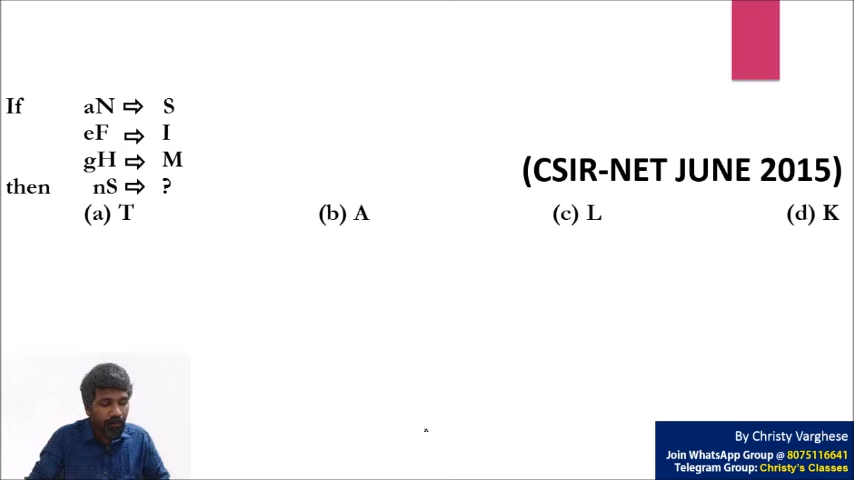 If aN ⇨ S
eF ⇨ I
gH ⇨ M
then nS ⇨ ?
(CSIR-NET JUNE 2015)
(a) T (b) A (c) L (d) K
By Christy Varghese
Join WhatsApp Group @ 8075116641
Telegram Group: Christy's Classes